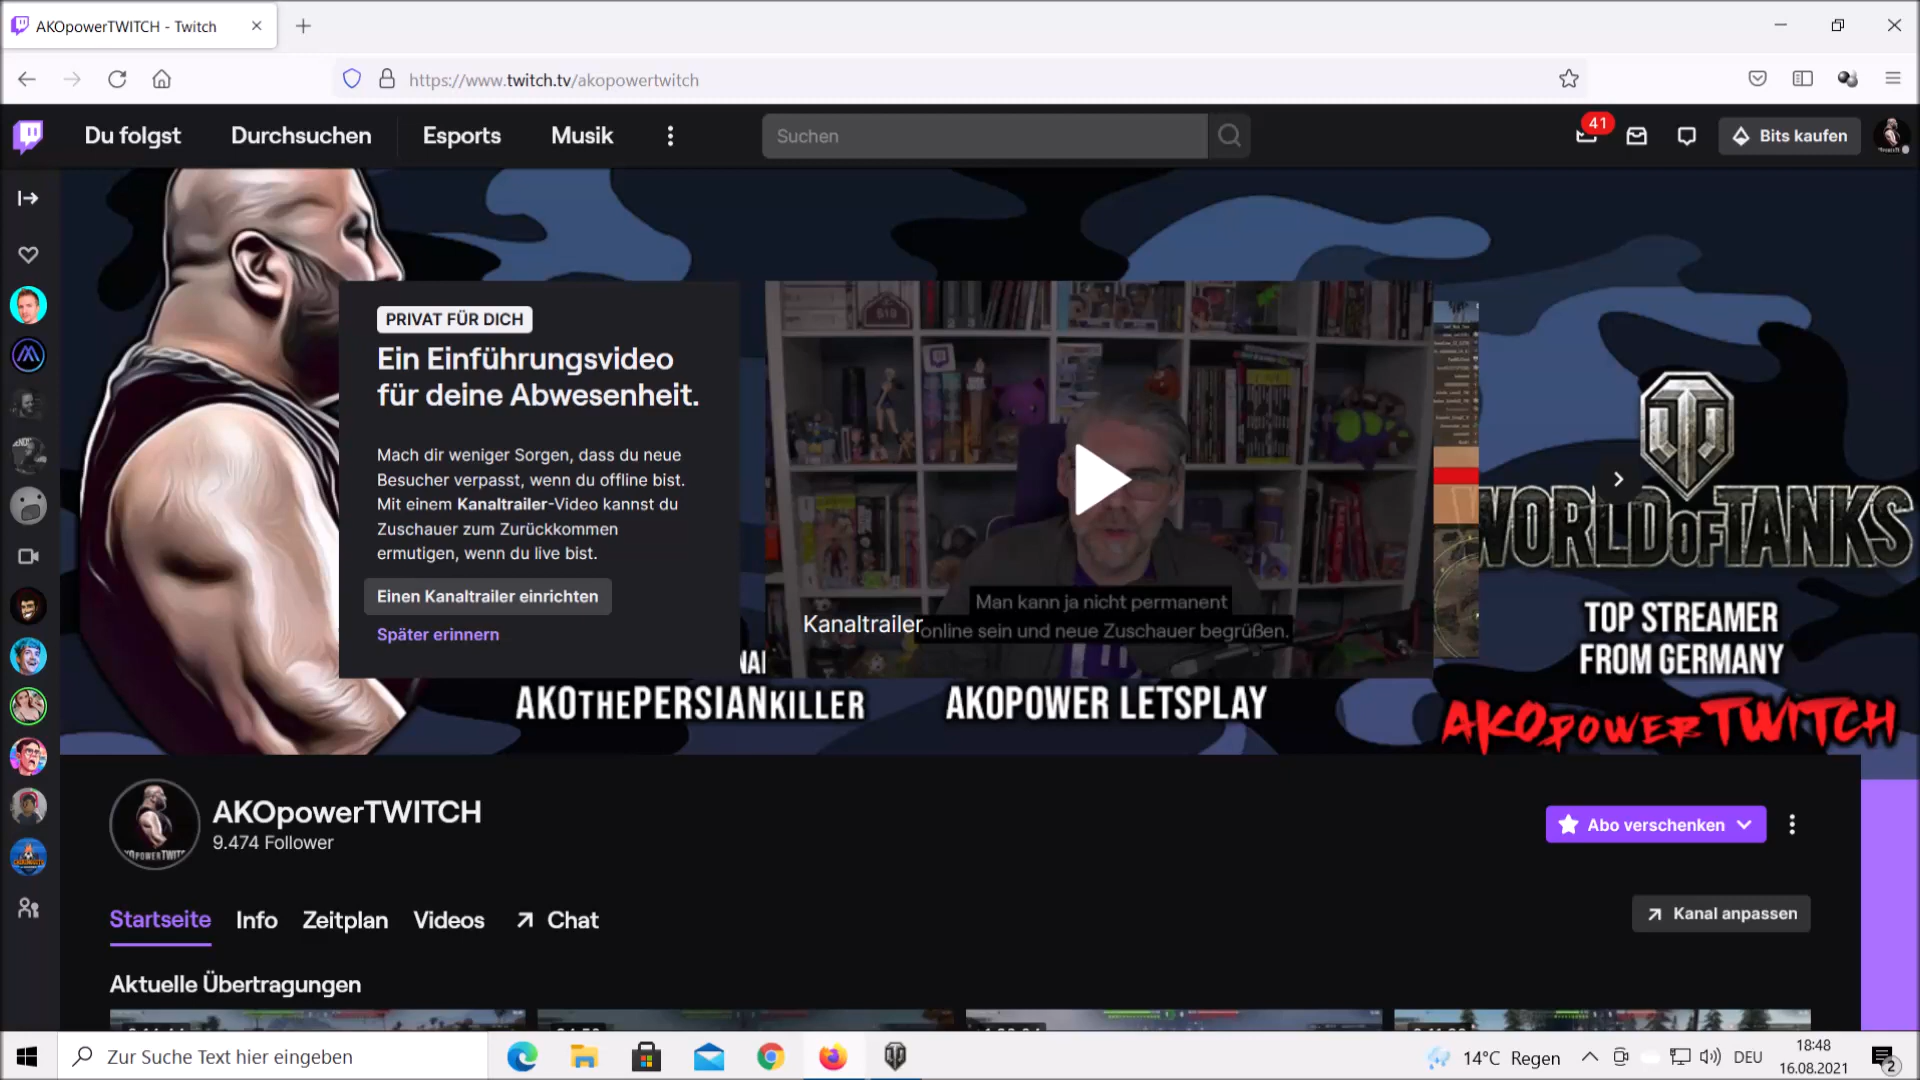 AKOpowerTWITCH - Twitch
https://www.twitch.tv/akopowertwitch
Du folgst
Durchsuchen
Esports
Musik
Suchen
41
Bits kaufen
PRIVAT FÜR DICH
Ein Einführungsvideo
für deine Abwesenheit.
Mach dir weniger Sorgen, dass du neue
Besucher verpasst, wenn du offline bist.
Mit einem Kanaltrailer-Video kannst du
Zuschauer zum Zurückkommen
ermutigen, wenn du live bist.
Einen Kanaltrailer einrichten
Später erinnern
Kanaltrailer
Man kann ja nicht permanent
online sein und neue Zuschauer begrüßen.
WORLD OF TANKS
TOP STREAMER
FROM GERMANY
AKOpowerTWITCH
AKOTHEPERSIANKILLER
AKOPOWER LETSPLAY
AKOpowerTWITCH
9.474 Follower
Abo verschenken
Startseite
Info
Zeitplan
Videos
Chat
Kanal anpassen
Aktuelle Übertragungen
Zur Suche Text hier eingeben
14°C Regen
DEU
18:48
16.08.2021
2